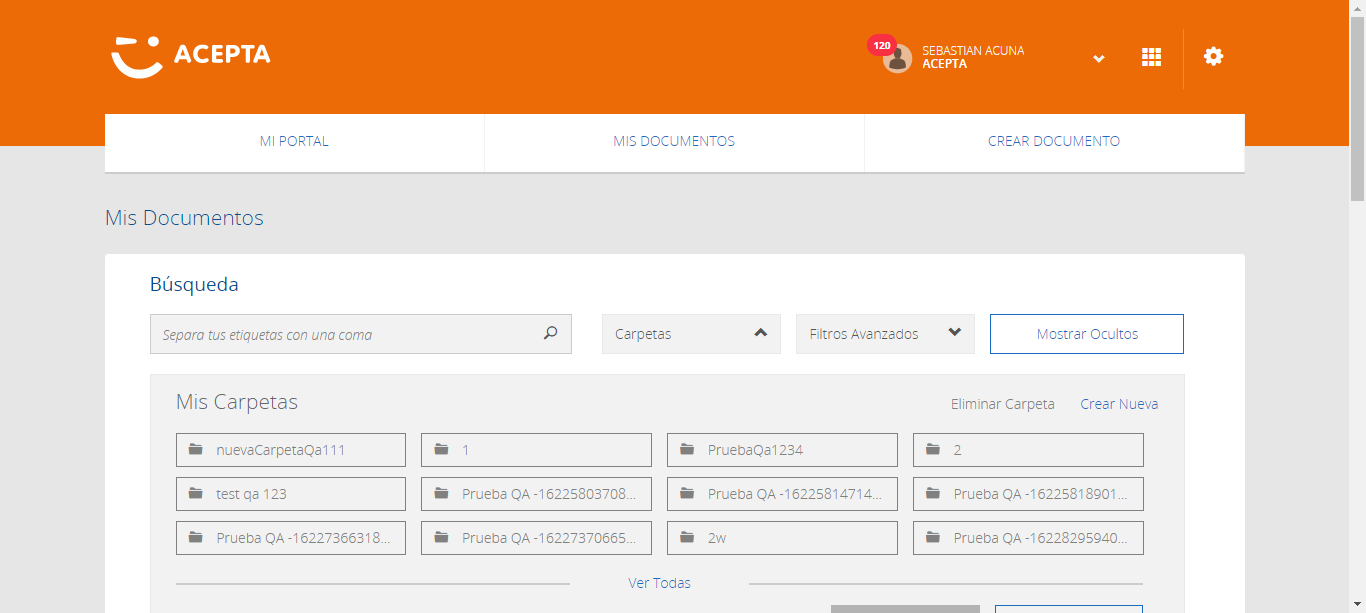 ACEPTA
120
SEBASTIAN ACUNA
ACEPTA
MI PORTAL
MIS DOCUMENTOS
CREAR DOCUMENTO
Mis Documentos
Búsqueda
Separa tus etiquetas con una coma
Carpetas
Filtros Avanzados
Mostrar Ocultos
Mis Carpetas
Eliminar Carpeta
Crear Nueva
nuevaCarpetaQa111
1
PruebaQa1234
2
test qa 123
Prueba QA -16225803708...
Prueba QA -16225814714...
Prueba QA -16225818901...
Prueba QA -16227366318...
Prueba QA -16227370665...
2w
Prueba QA -16228295940...
Ver Todas